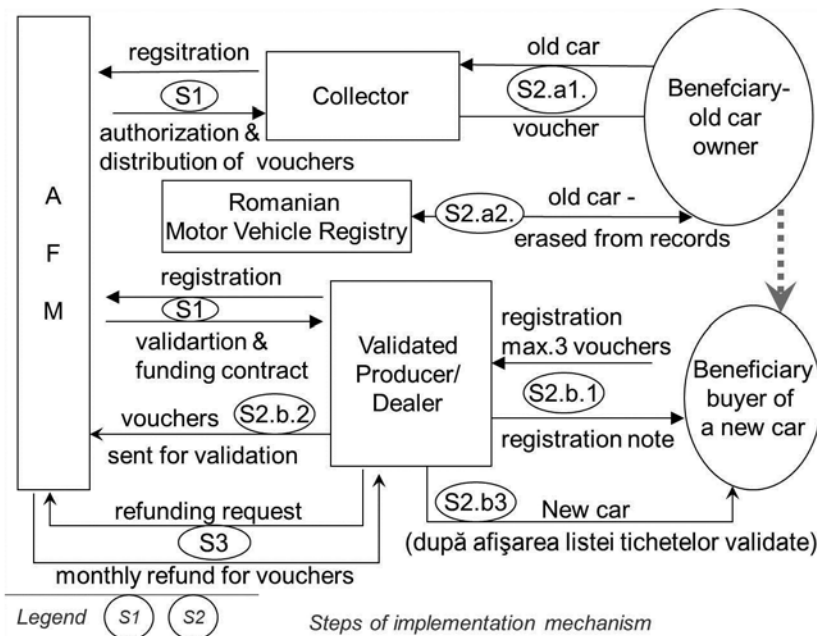 regsitration
S1
authorization &
distribution of vouchers
Collector
old car
S2.a1.
voucher
Benefciary-
old car
owner
A
F
M
Romanian
Motor Vehicle Registry
S2.a2.
old car -
erased from records
registration
S1
validartion &
funding contract
Validated
Producer/
Dealer
registration
max.3 vouchers
S2.b.1
registration note
Beneficiary
buyer of
a new car
vouchers
S2.b.2
sent for validation
S2.b3
New car
(după afişarea listei tichetelor validate)
refunding request
S3
monthly refund for vouchers
Legend
S1
S2
Steps of implementation mechanism